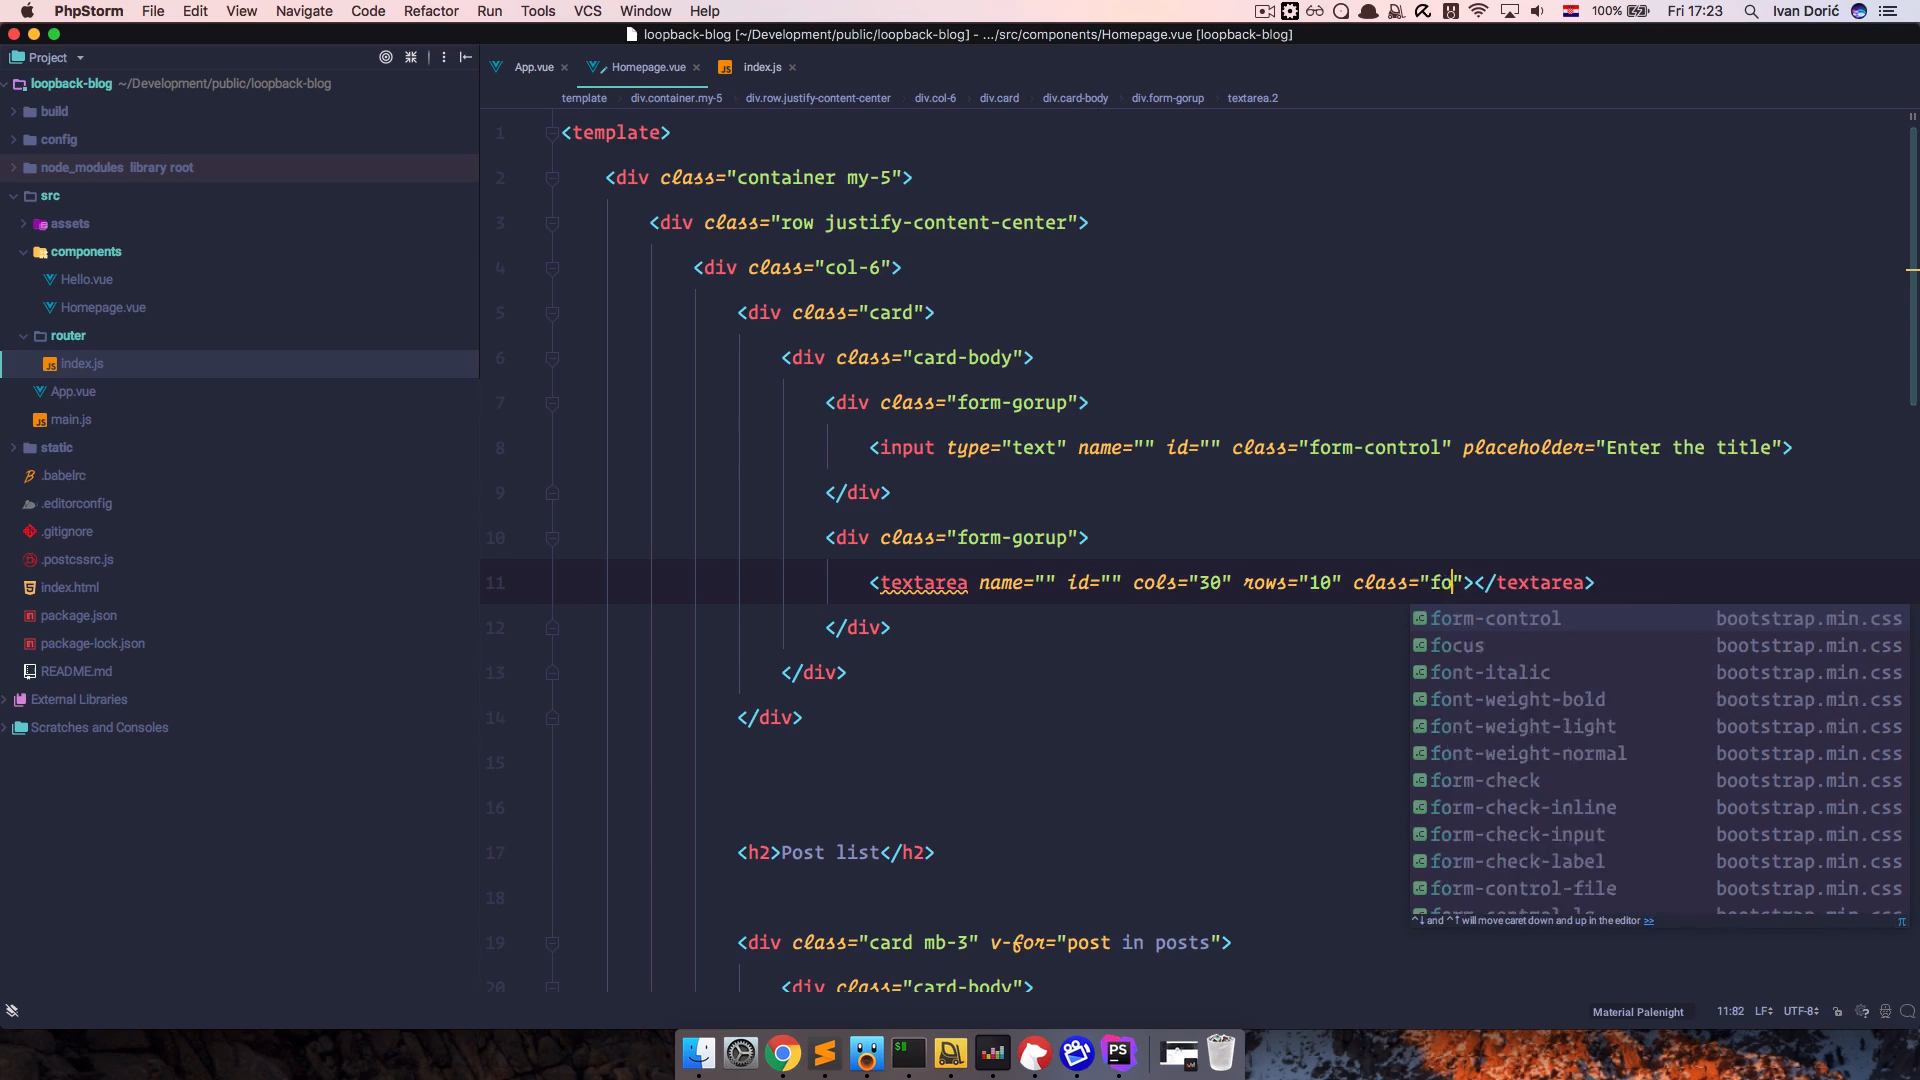 PhpStorm File Edit View Navigate Code Refactor Run Tools VCS Window Help 100% Fri 17:23 Ivan Dorić
loopback-blog [~/Development/public/loopback-blog] - .../src/components/Homepage.vue [loopback-blog]
Project
App.vue Homepage.vue index.js
template div.container.my-5 div.row.justify-content-center div.col-6 div.card div.card-body div.form-gorup textarea.2
loopback-blog ~/Development/public/loopback-blog
build
config
node_modules library root
src
assets
components
Hello.vue
Homepage.vue
router
index.js
App.vue
main.js
static
.babelrc
.editorconfig
.gitignore
.postcssrc.js
index.html
package.json
package-lock.json
README.md
External Libraries
Scratches and Consoles
1 <template>
2 <div class="container my-5">
3 <div class="row justify-content-center">
4 <div class="col-6">
5 <div class="card">
6 <div class="card-body">
7 <div class="form-gorup">
8 <input type="text" name="" id="" class="form-control" placeholder="Enter the title">
9 </div>
10 <div class="form-gorup">
11 <textarea name="" id="" cols="30" rows="10" class="fo"></textarea>
12 </div>
13 </div>
14 </div>
15
16
17 <h2>Post list</h2>
18
19 <div class="card mb-3" v-for="post in posts">
20 <div class="card-body">
form-control bootstrap.min.css
focus bootstrap.min.css
font-italic bootstrap.min.css
font-weight-bold bootstrap.min.css
font-weight-light bootstrap.min.css
font-weight-normal bootstrap.min.css
form-check bootstrap.min.css
form-check-inline bootstrap.min.css
form-check-input bootstrap.min.css
form-check-label bootstrap.min.css
form-control-file bootstrap.min.css
^↓ and ^↑ will move caret down and up in the editor >> π
Material Palenight 11:82 LF UTF-8
$
PS